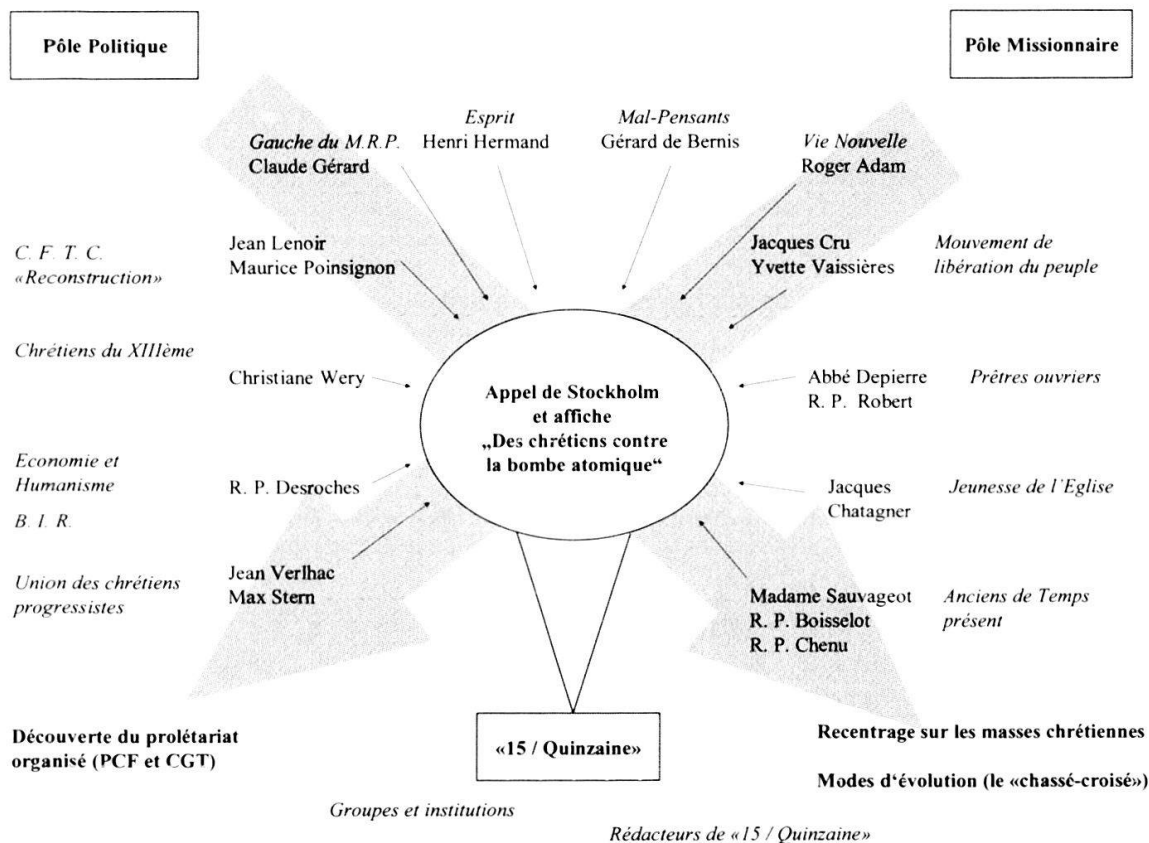 Pôle Politique
Pôle Missionnaire
Esprit
Henri Hermand
Mal-Pensants
Gérard de Bernis
Gauche du M.R.P.
Claude Gérard
Vie Nouvelle
Roger Adam
C. F. T. C.
«Reconstruction»
Jean Lenoir
Maurice Poinsignon
Jacques Cru
Yvette Vaissières
Mouvement de
libération du peuple
Chrétiens du XIIIème
Christiane Wery
Appel de Stockholm
et affiche
„Des chrétiens contre
la bombe atomique“
Abbé Depierre
R. P. Robert
Prêtres ouvriers
Economie et
Humanisme
B. I. R.
R. P. Desroches
Jacques
Chatagner
Jeunesse de l'Eglise
Union des chrétiens
progressistes
Jean Verlhac
Max Stern
Madame Sauvageot
R. P. Boisselot
R. P. Chenu
Anciens de Temps
présent
Découverte du prolétariat
organisé (PCF et CGT)
«15 / Quinzaine»
Recentrage sur les masses chrétiennes
Modes d‘évolution (le «chassé-croisé»)
Groupes et institutions
Rédacteurs de «15 / Quinzaine»